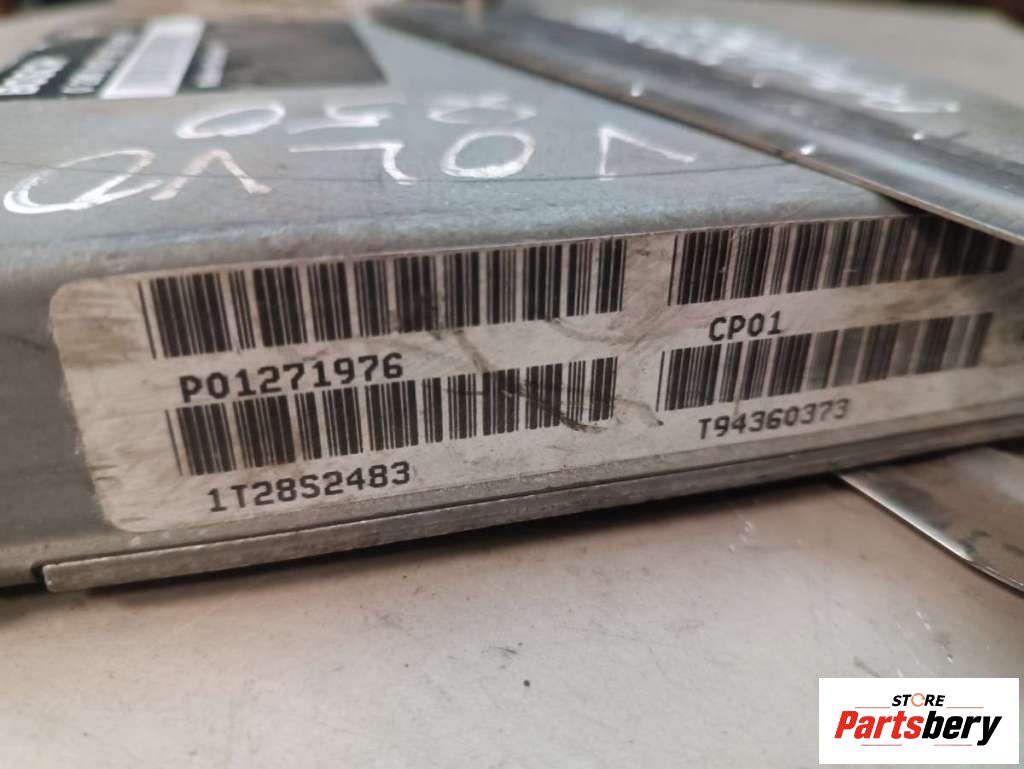 VOLVO
850
P01271976
CP01
1T28S2483
T94360373
STORE
Partsbery